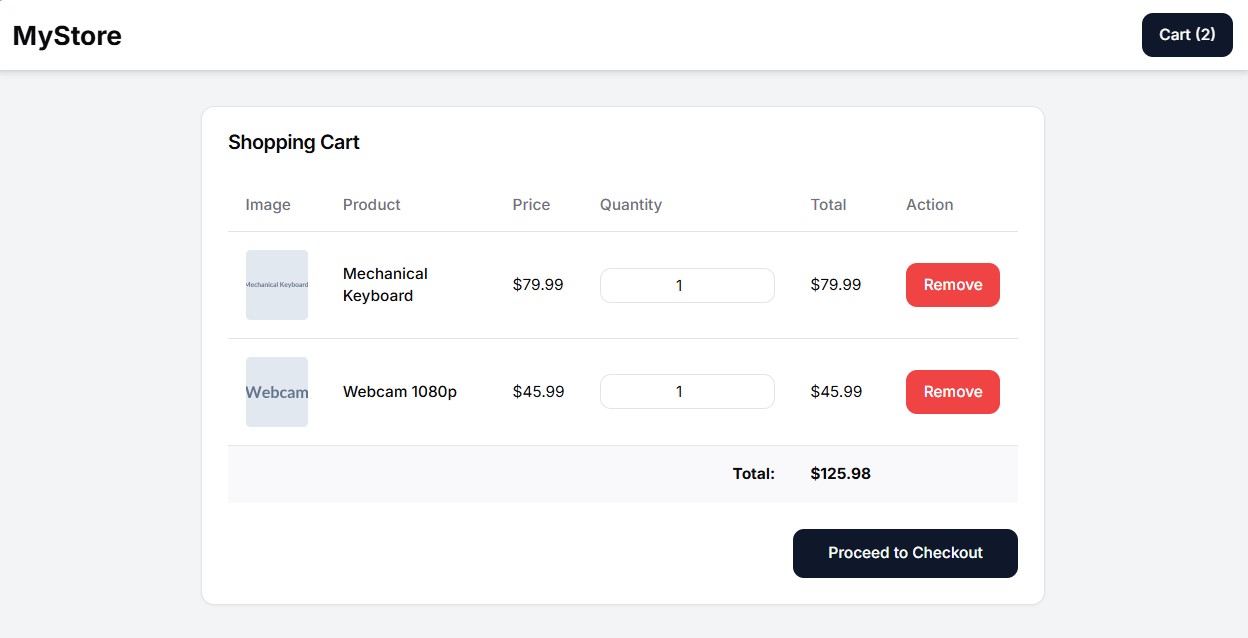 MyStore
Cart (2)
Shopping Cart
Image Product Price Quantity Total Action
Mechanical Keyboard
Mechanical
Keyboard
$79.99 1 $79.99 Remove
Webcam
Webcam 1080p $45.99 1 $45.99 Remove
Total: $125.98
Proceed to Checkout